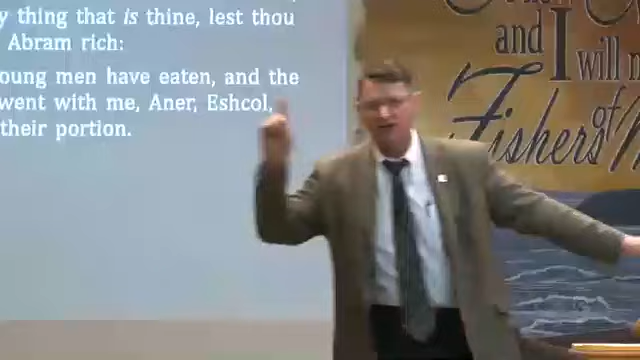 thing that is thine, lest thou
Abram rich:
oung men have eaten, and the
went with me, Aner, Eshcol,
their portion.
and I will
of
Fishers